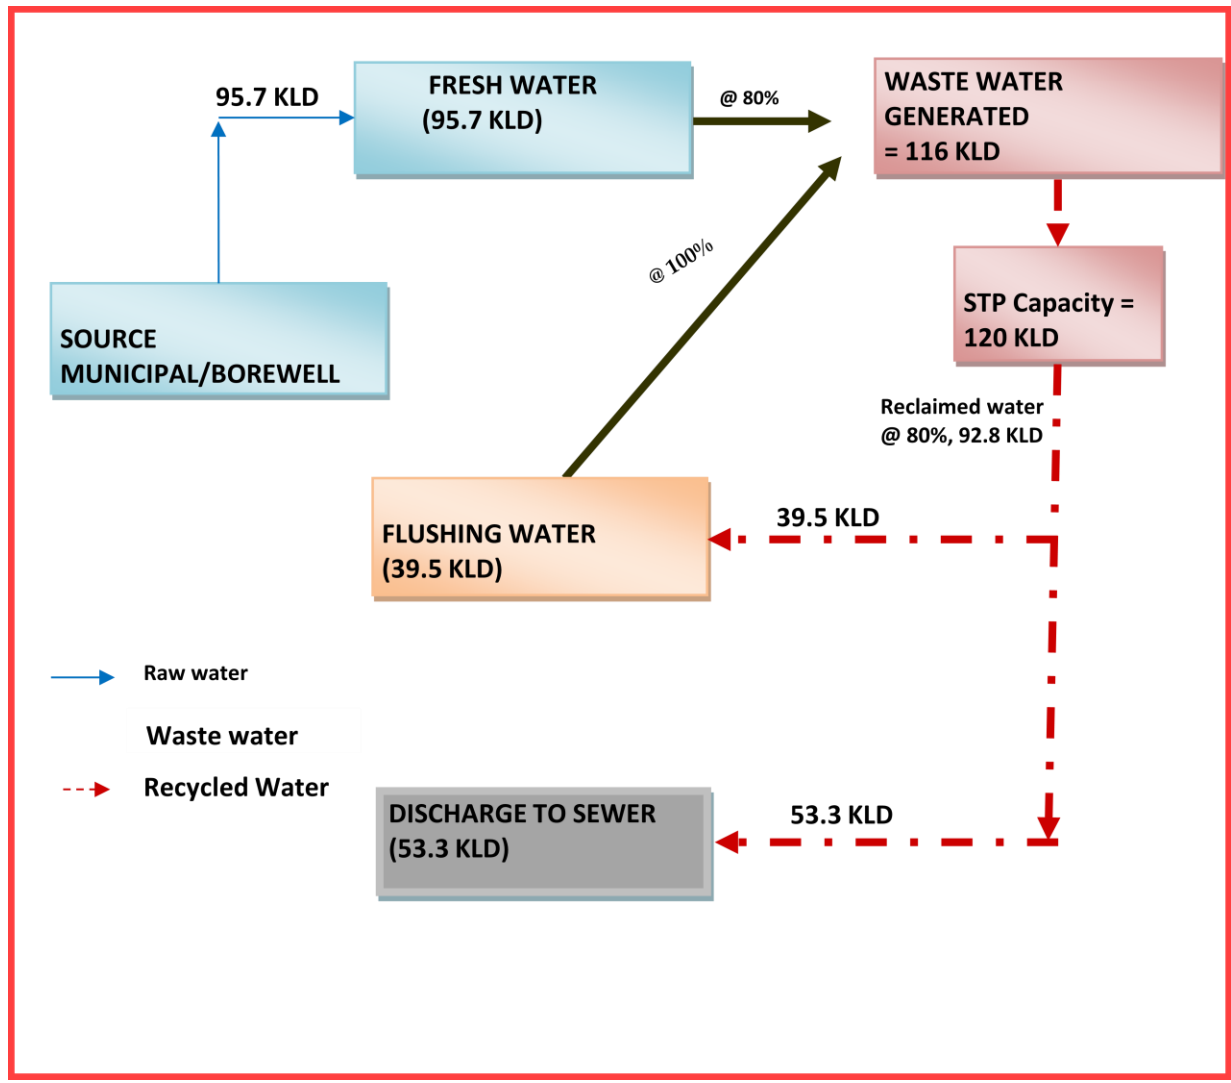 95.7 KLD
FRESH WATER
(95.7 KLD)
@ 80%
WASTE WATER
GENERATED
= 116 KLD
@ 100%
SOURCE
MUNICIPAL/BOREWELL
STP Capacity =
120 KLD
Reclaimed water
@ 80%, 92.8 KLD
FLUSHING WATER
(39.5 KLD)
39.5 KLD
Raw water
Waste water
Recycled Water
DISCHARGE TO SEWER
(53.3 KLD)
53.3 KLD